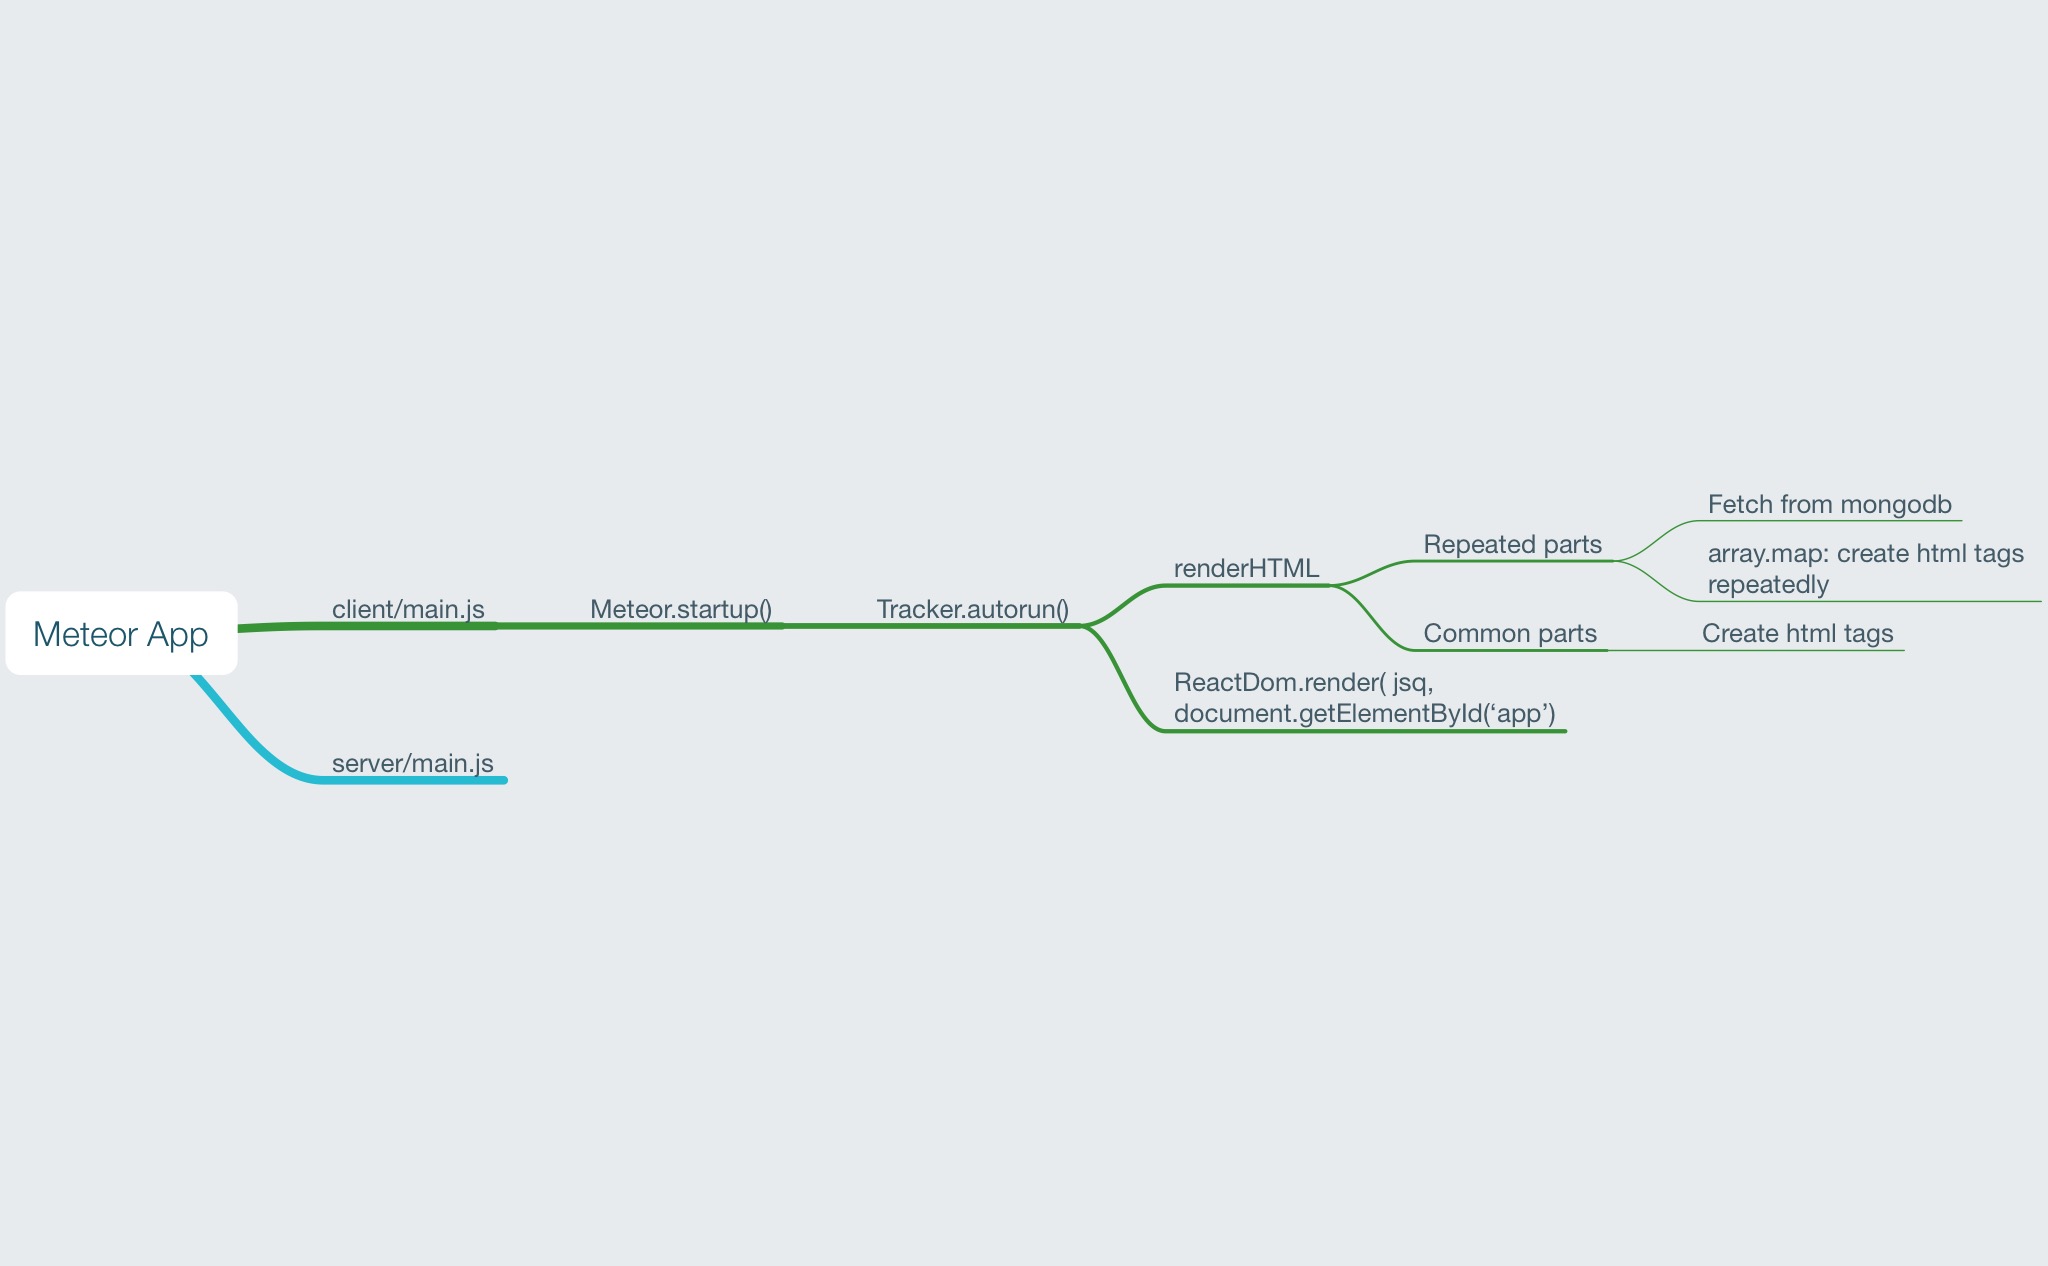 Meteor App
client/main.js
Meteor.startup()
Tracker.autorun()
renderHTML
Repeated parts
Fetch from mongodb
array.map: create html tags
repeatedly
Common parts
Create html tags
ReactDom.render( jsq,
document.getElementById(‘app’)
server/main.js